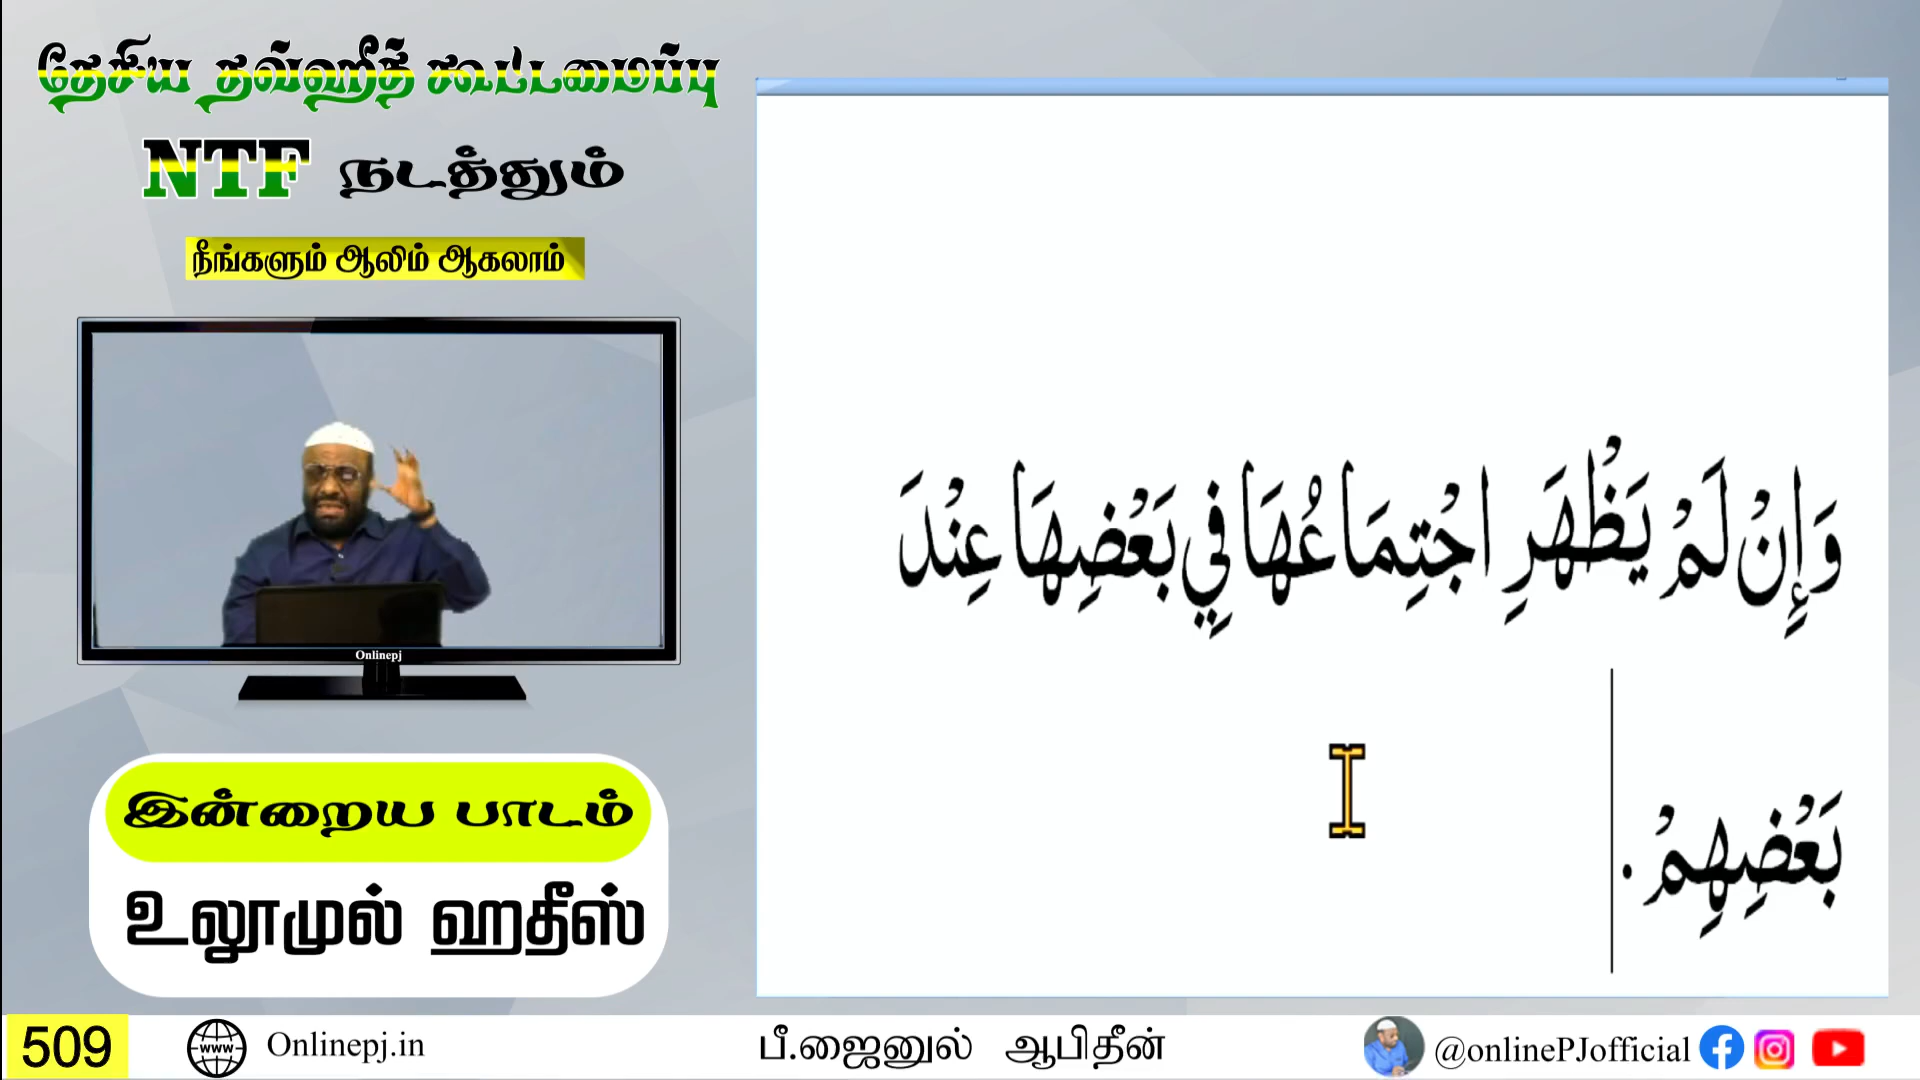 தேசிய தவ்ஹீத் கூட்டமைப்பு
NTF நடத்தும்
நீங்களும் ஆலிம் ஆகலாம்
Onlinepj
இன்றைய பாடம்
உலூமுல் ஹதீஸ்
وَإِنْ لَمْ يَظْهَرِ اجْتِمَاعُهَا فِي بَعْضِهَا عِنْدَ
بَعْضِهِمْ .
509
www
Onlinepj.in
பீ.ஜைனுல் ஆபிதீன்
@onlinePJofficial